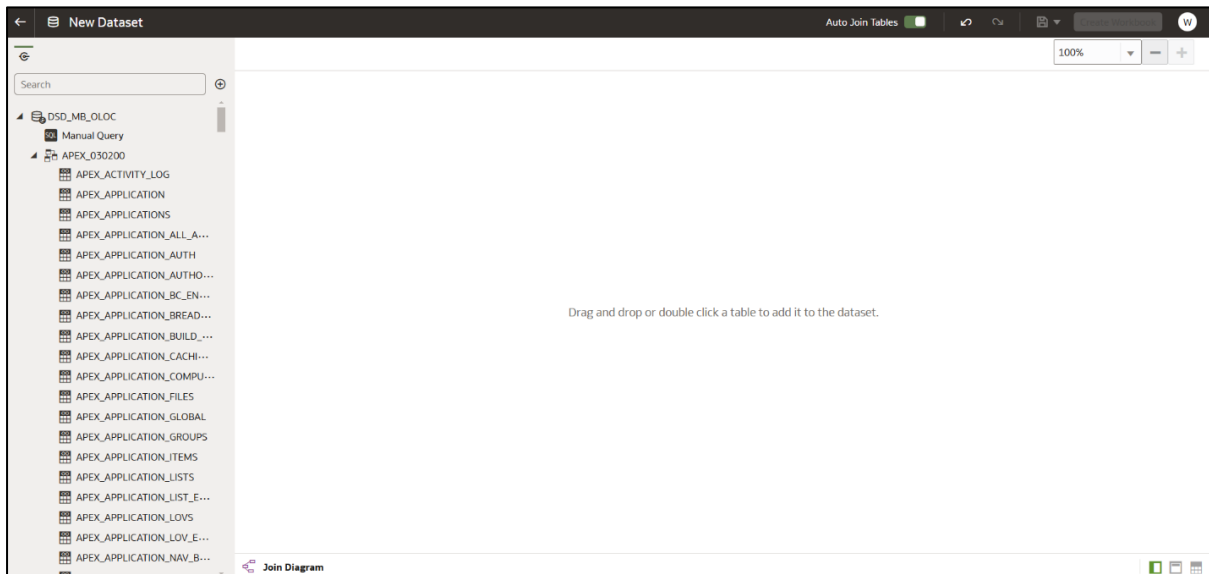 New Dataset
Auto Join Tables
Create Workbook
W
100%
Search
DSD_MB_OLOC
SQL Manual Query
APEX_030200
APEX_ACTIVITY_LOG
APEX_APPLICATION
APEX_APPLICATIONS
APEX_APPLICATION_ALL_A...
APEX_APPLICATION_AUTH
APEX_APPLICATION_AUTHO...
APEX_APPLICATION_BC_EN...
APEX_APPLICATION_BREAD...
APEX_APPLICATION_BUILD_...
APEX_APPLICATION_CACHI...
APEX_APPLICATION_COMPU...
APEX_APPLICATION_FILES
APEX_APPLICATION_GLOBAL
APEX_APPLICATION_GROUPS
APEX_APPLICATION_ITEMS
APEX_APPLICATION_LISTS
APEX_APPLICATION_LIST_E...
APEX_APPLICATION_LOVS
APEX_APPLICATION_LOV_E...
APEX_APPLICATION_NAV_B...
Drag and drop or double click a table to add it to the dataset.
Join Diagram